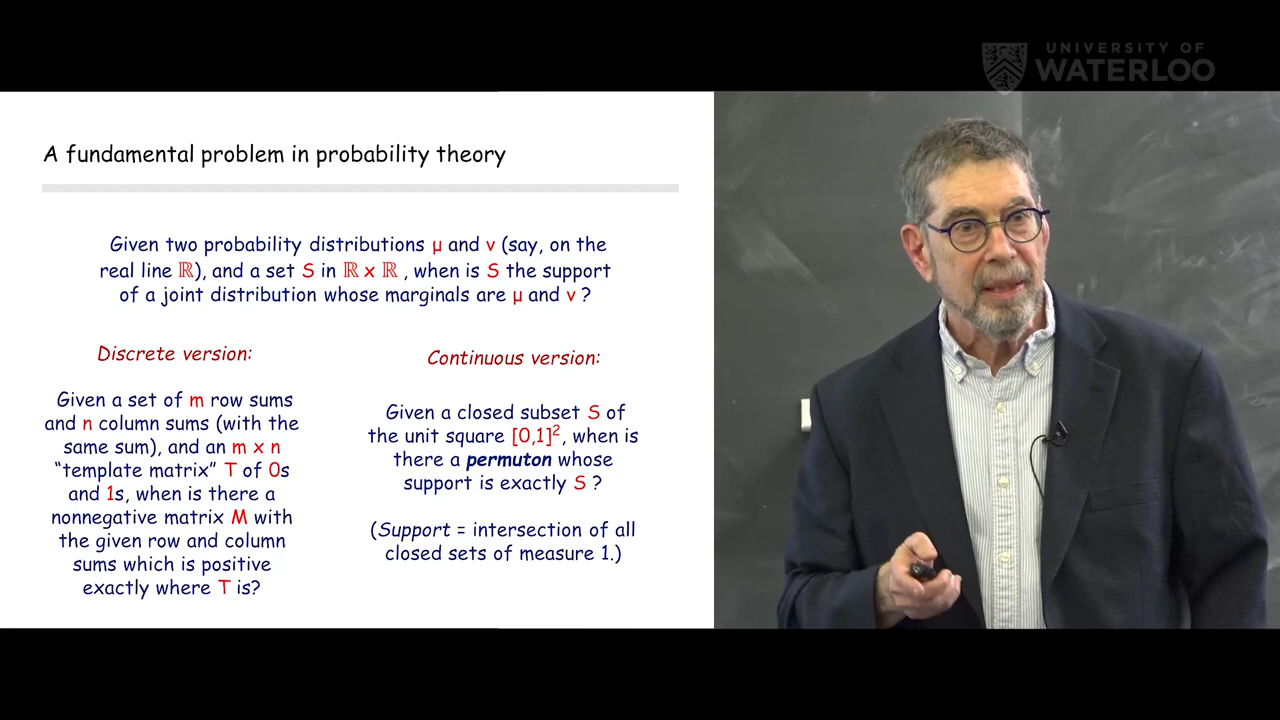 UNIVERSITY OF
WATERLOO
A fundamental problem in probability theory
Given two probability distributions μ and ν (say, on the
real line ℝ), and a set S in ℝ x ℝ , when is S the support
of a joint distribution whose marginals are μ and ν ?
Discrete version:
Given a set of m row sums
and n column sums (with the
same sum), and an m x n
“template matrix” T of 0s
and 1s, when is there a
nonnegative matrix M with
the given row and column
sums which is positive
exactly where T is?
Continuous version:
Given a closed subset S of
the unit square [0,1]², when is
there a permuton whose
support is exactly S ?
(Support = intersection of all
closed sets of measure 1.)